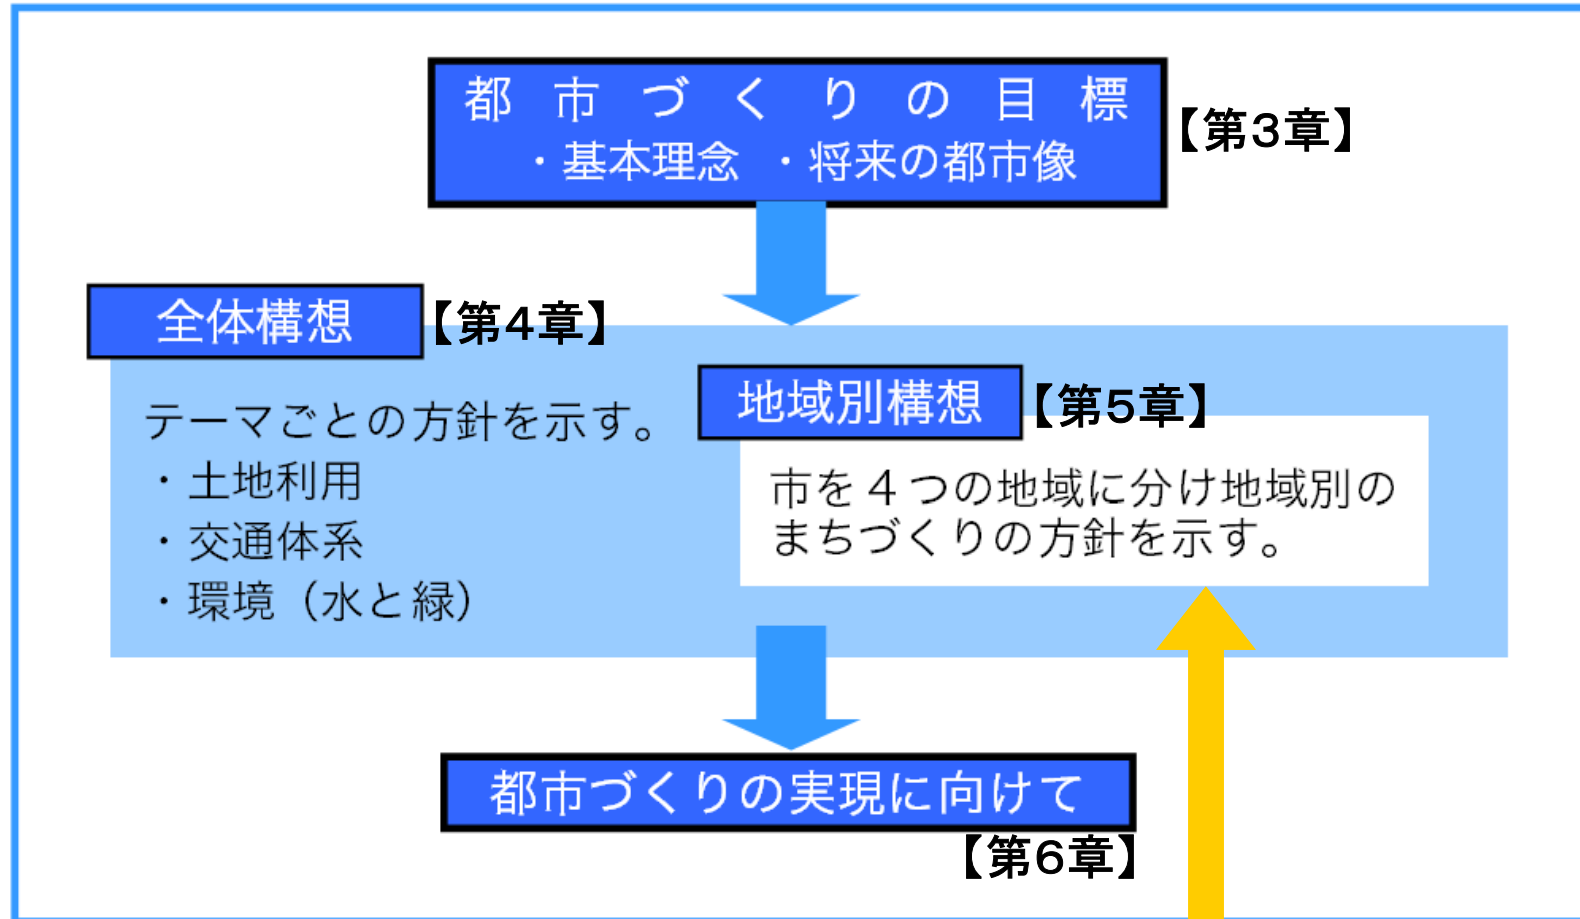 都市づくりの目標
・基本理念 ・将来の都市像
【第3章】
全体構想
【第4章】
テーマごとの方針を示す。
・土地利用
・交通体系
・環境（水と緑）
地域別構想
【第5章】
市を４つの地域に分け地域別の
まちづくりの方針を示す。
都市づくりの実現に向けて
【第6章】